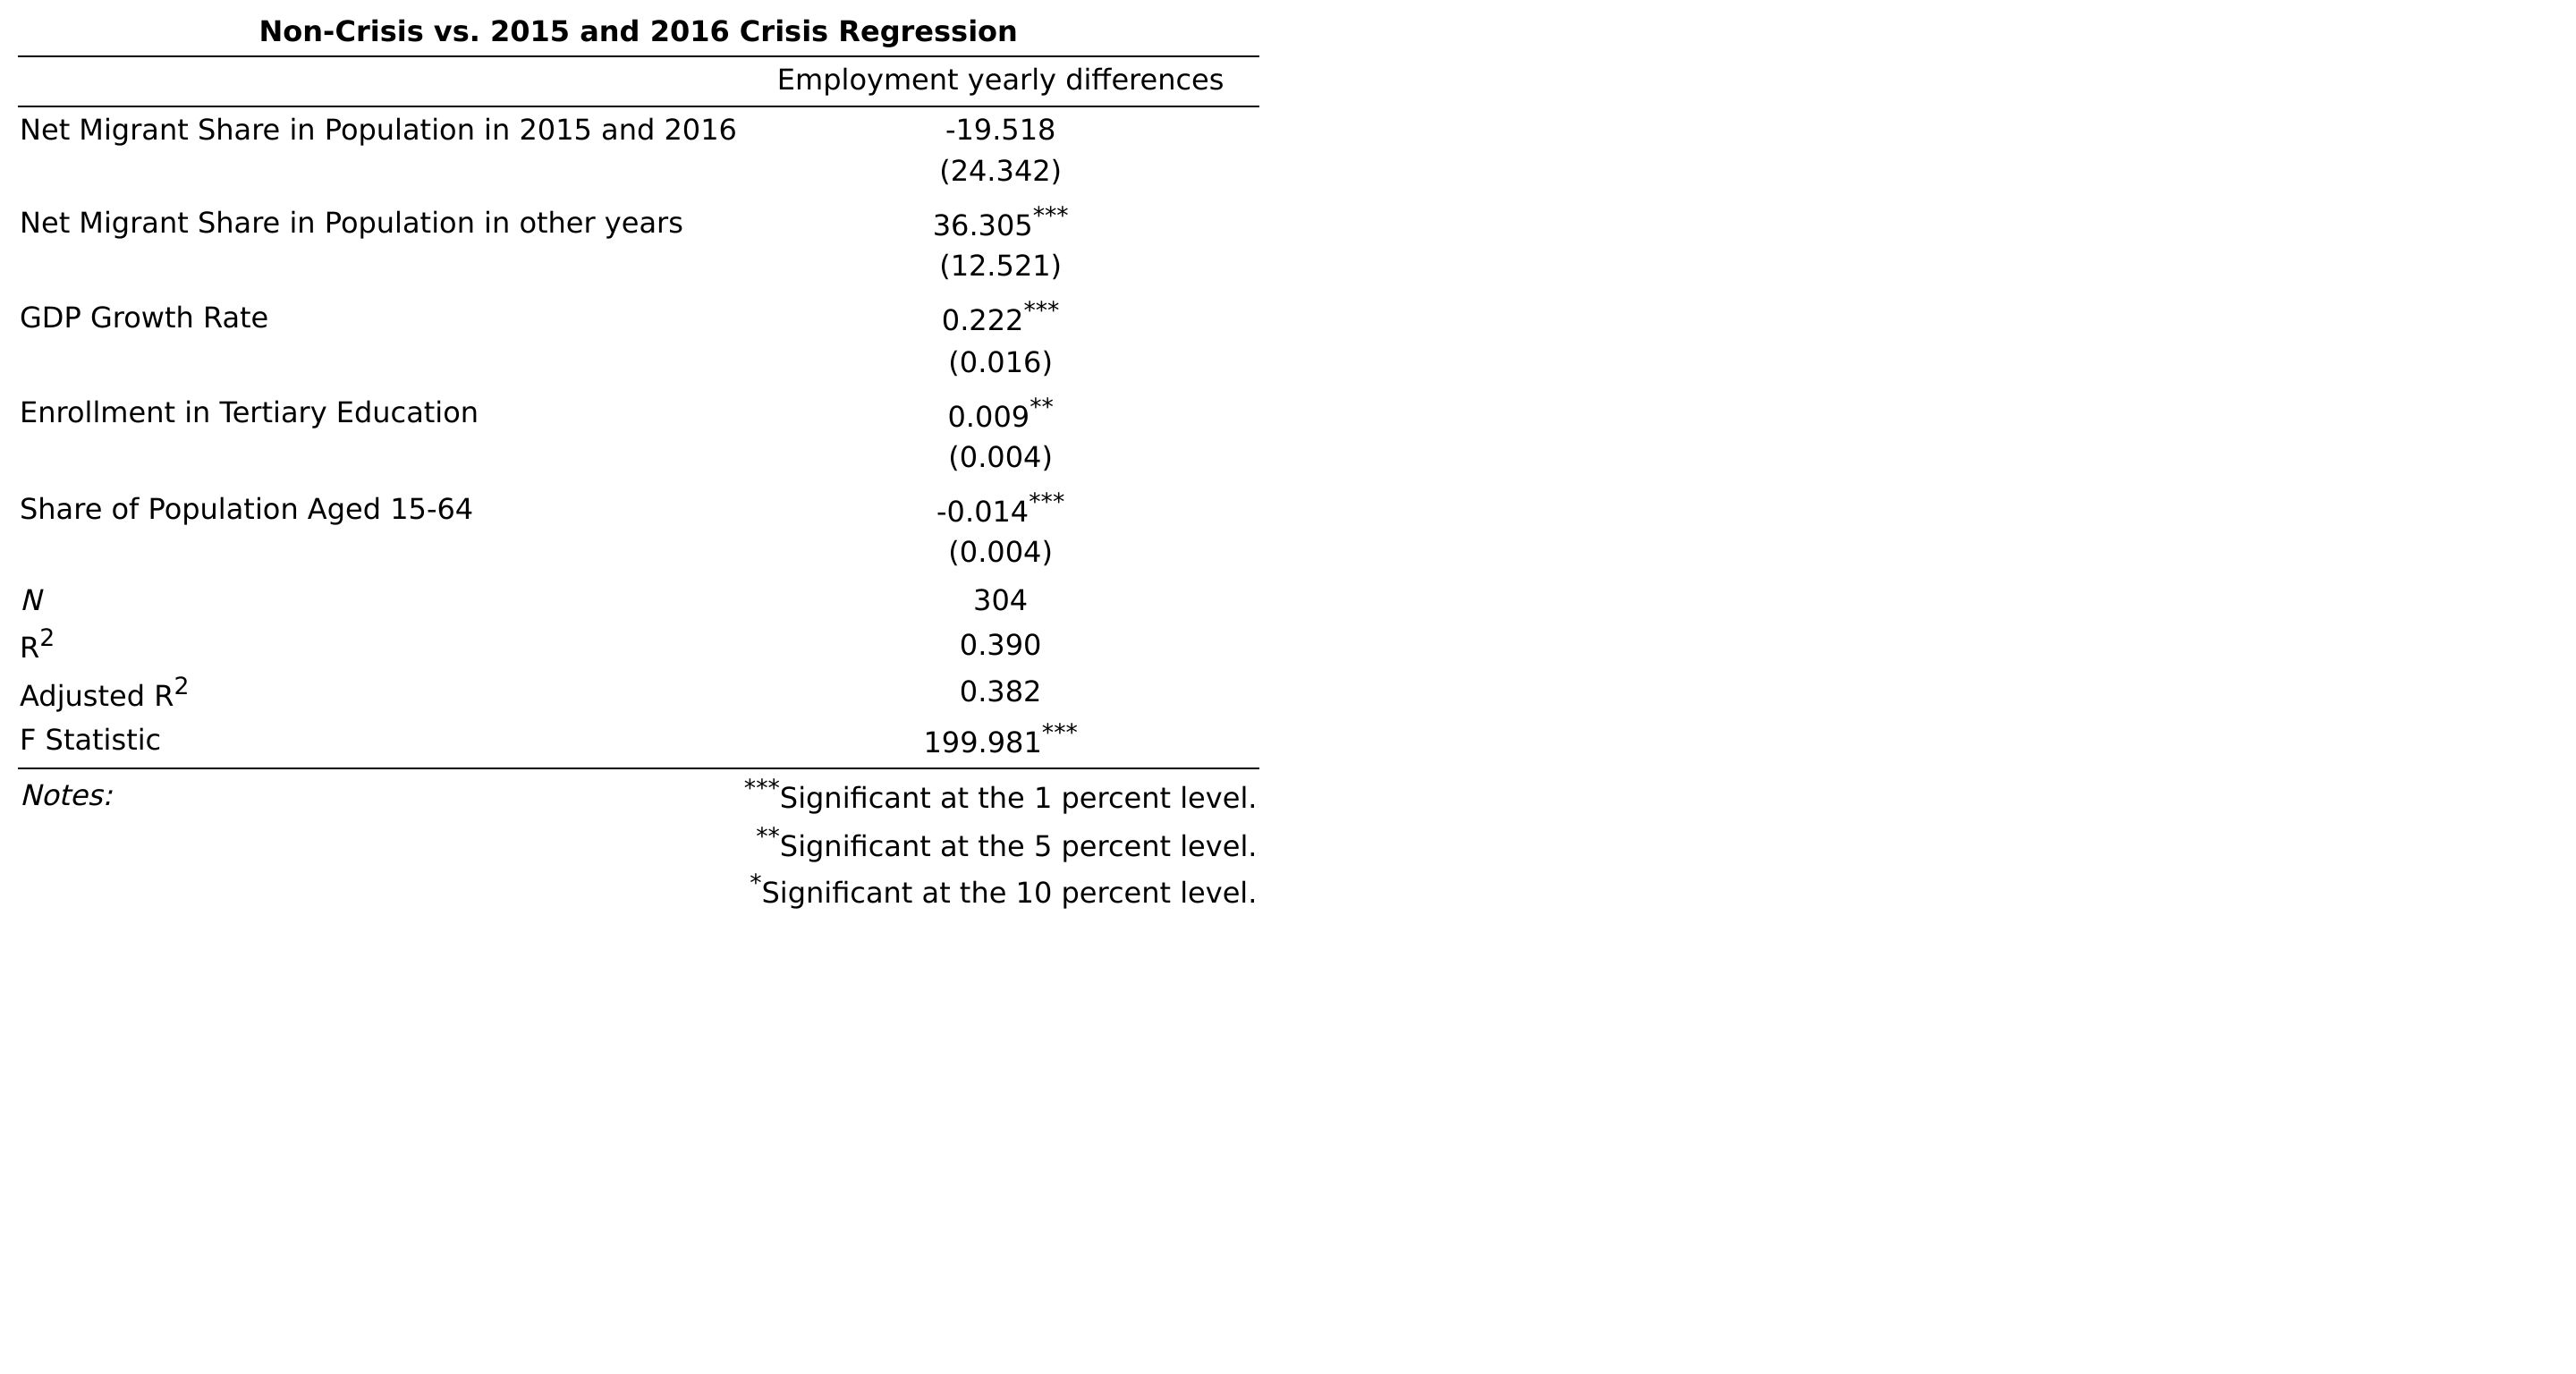 Non-Crisis vs. 2015 and 2016 Crisis Regression
Employment yearly differences
Net Migrant Share in Population in 2015 and 2016 -19.518
(24.342)
Net Migrant Share in Population in other years 36.305***
(12.521)
GDP Growth Rate 0.222***
(0.016)
Enrollment in Tertiary Education 0.009**
(0.004)
Share of Population Aged 15-64 -0.014***
(0.004)
N 304
R2 0.390
Adjusted R2 0.382
F Statistic 199.981***
Notes: ***Significant at the 1 percent level.
**Significant at the 5 percent level.
*Significant at the 10 percent level.